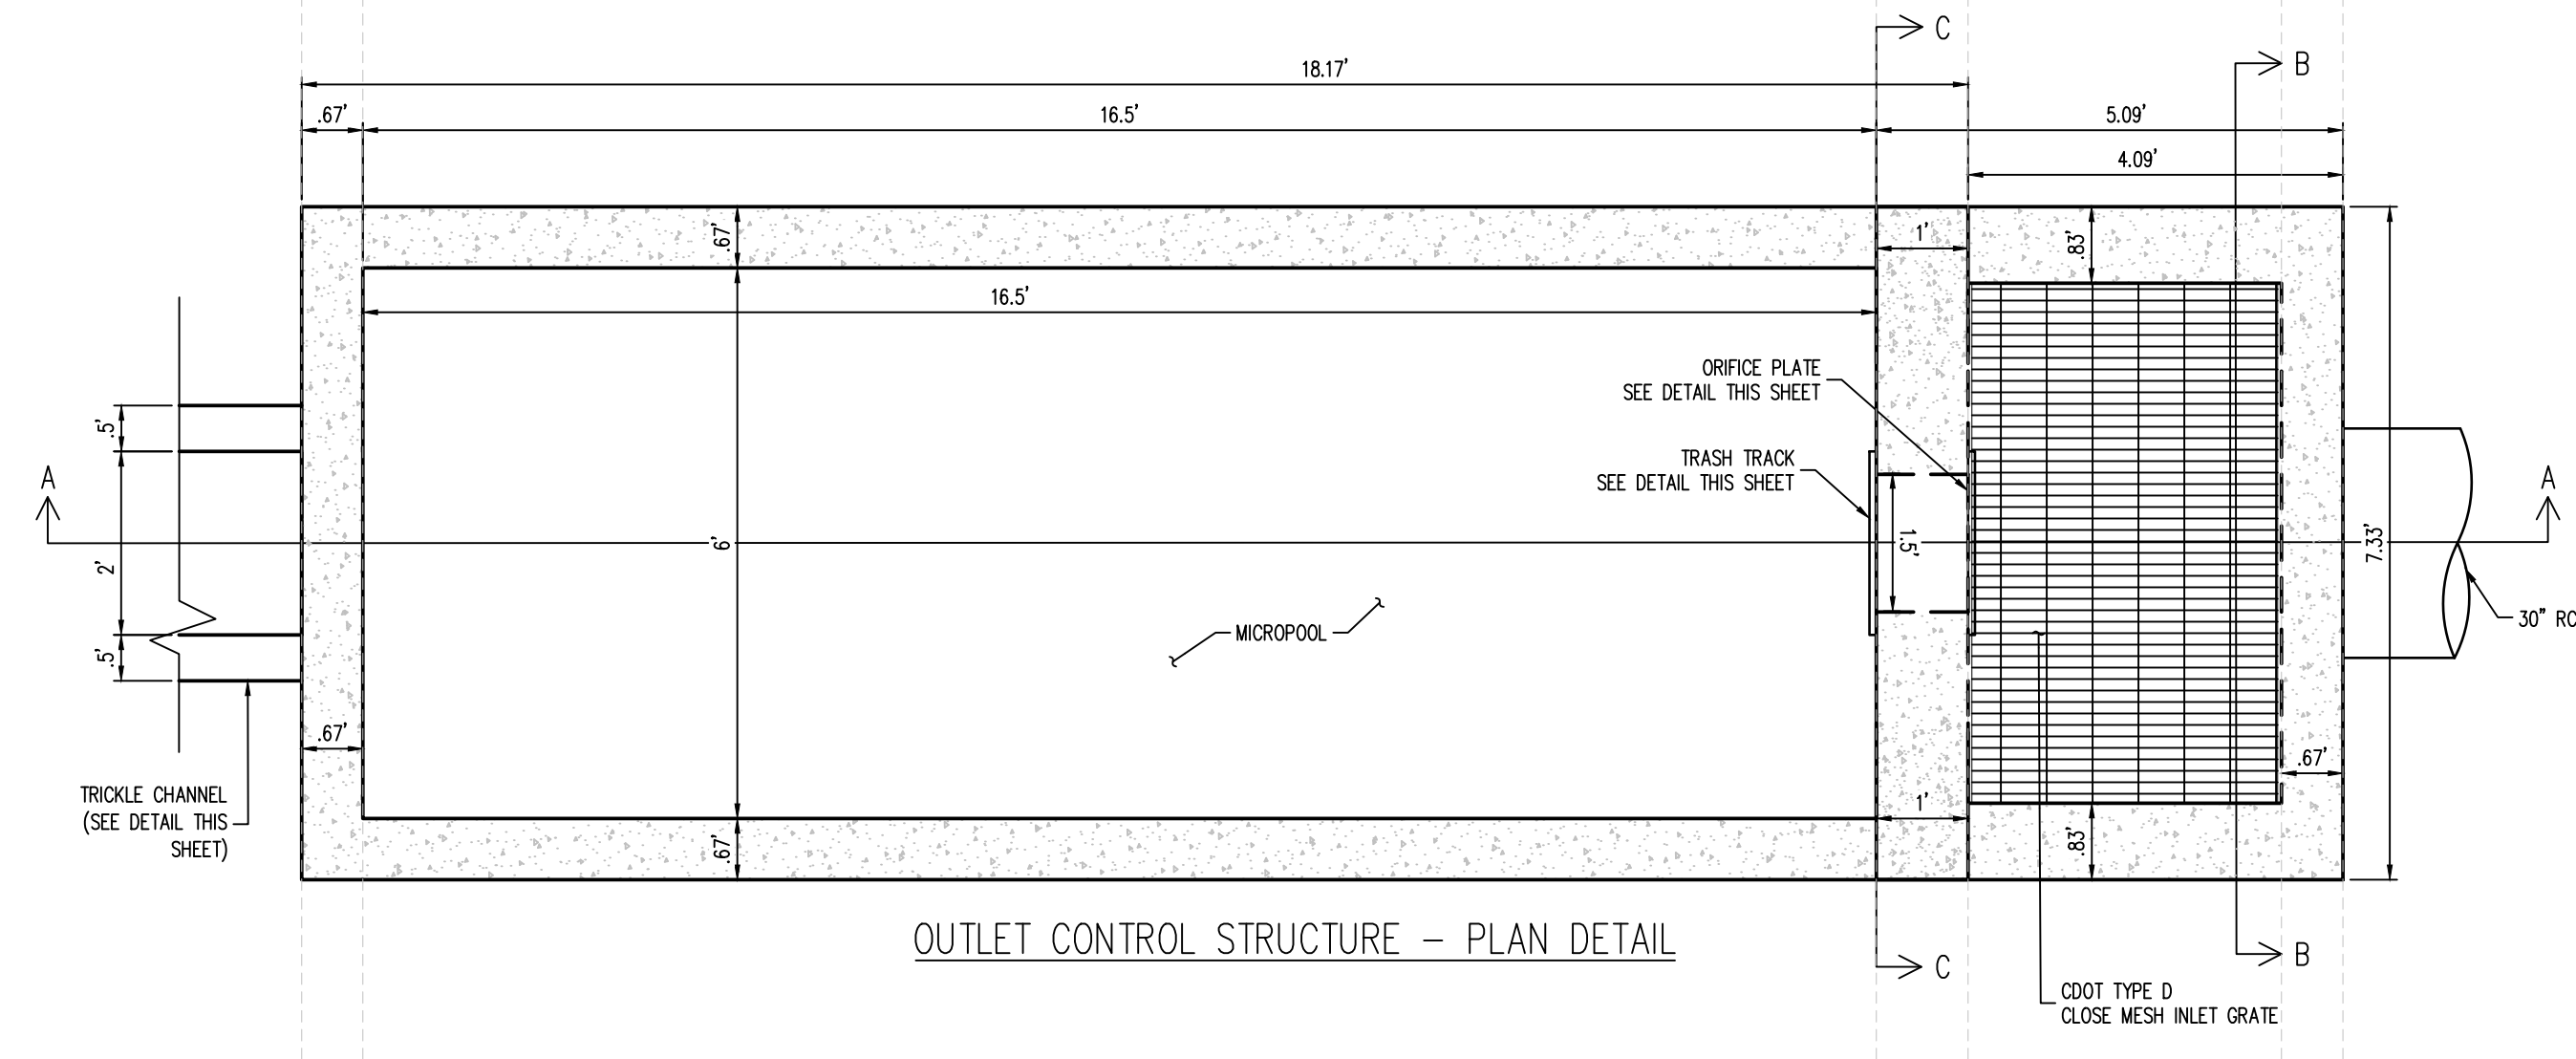 C
B
18.17'
.67'
16.5'
5.09'
4.09'
.67'
1'
.83'
16.5'
ORIFICE PLATE
SEE DETAIL THIS SHEET
TRASH TRACK
SEE DETAIL THIS SHEET
.5'
A
2'
.5'
6'
1.5'
7.33'
A
MICROPOOL
30" RC
.67'
.67'
TRICKLE CHANNEL
(SEE DETAIL THIS
SHEET)
1'
.67'
.83'
OUTLET CONTROL STRUCTURE – PLAN DETAIL
C
B
CDOT TYPE D
CLOSE MESH INLET GRATE